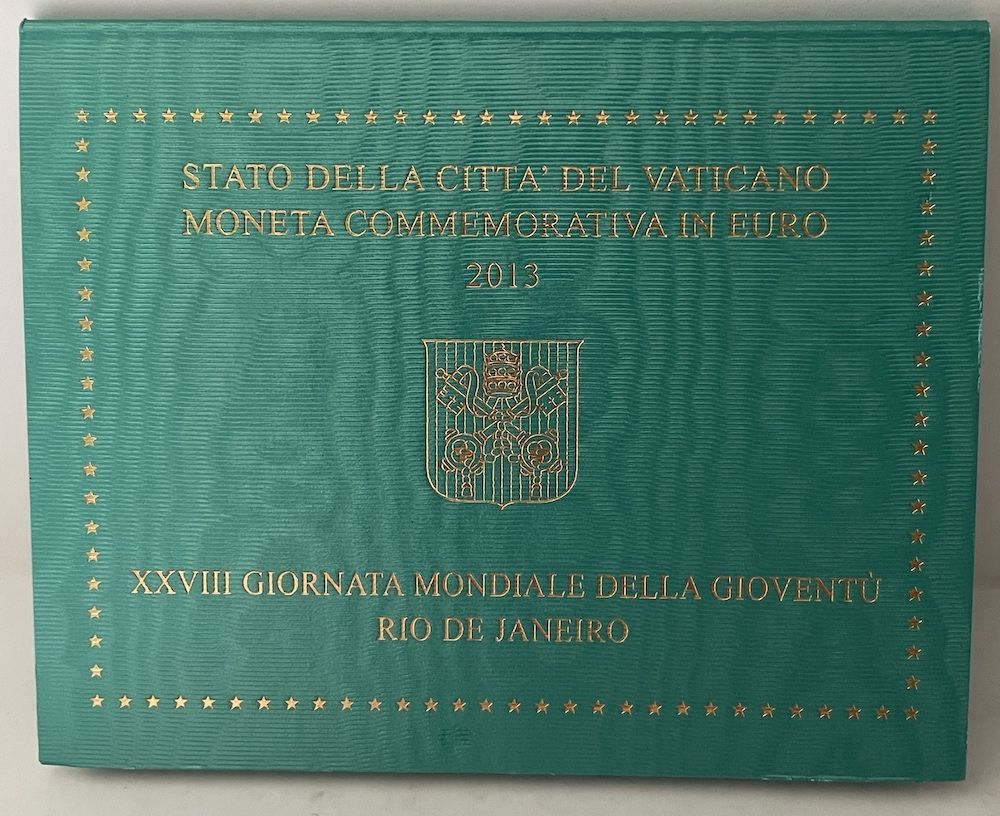 STATO DELLA CITTA' DEL VATICANO
MONETA COMMEMORATIVA IN EURO
2013
XXVIII GIORNATA MONDIALE DELLA GIOVENTÙ
RIO DE JANEIRO